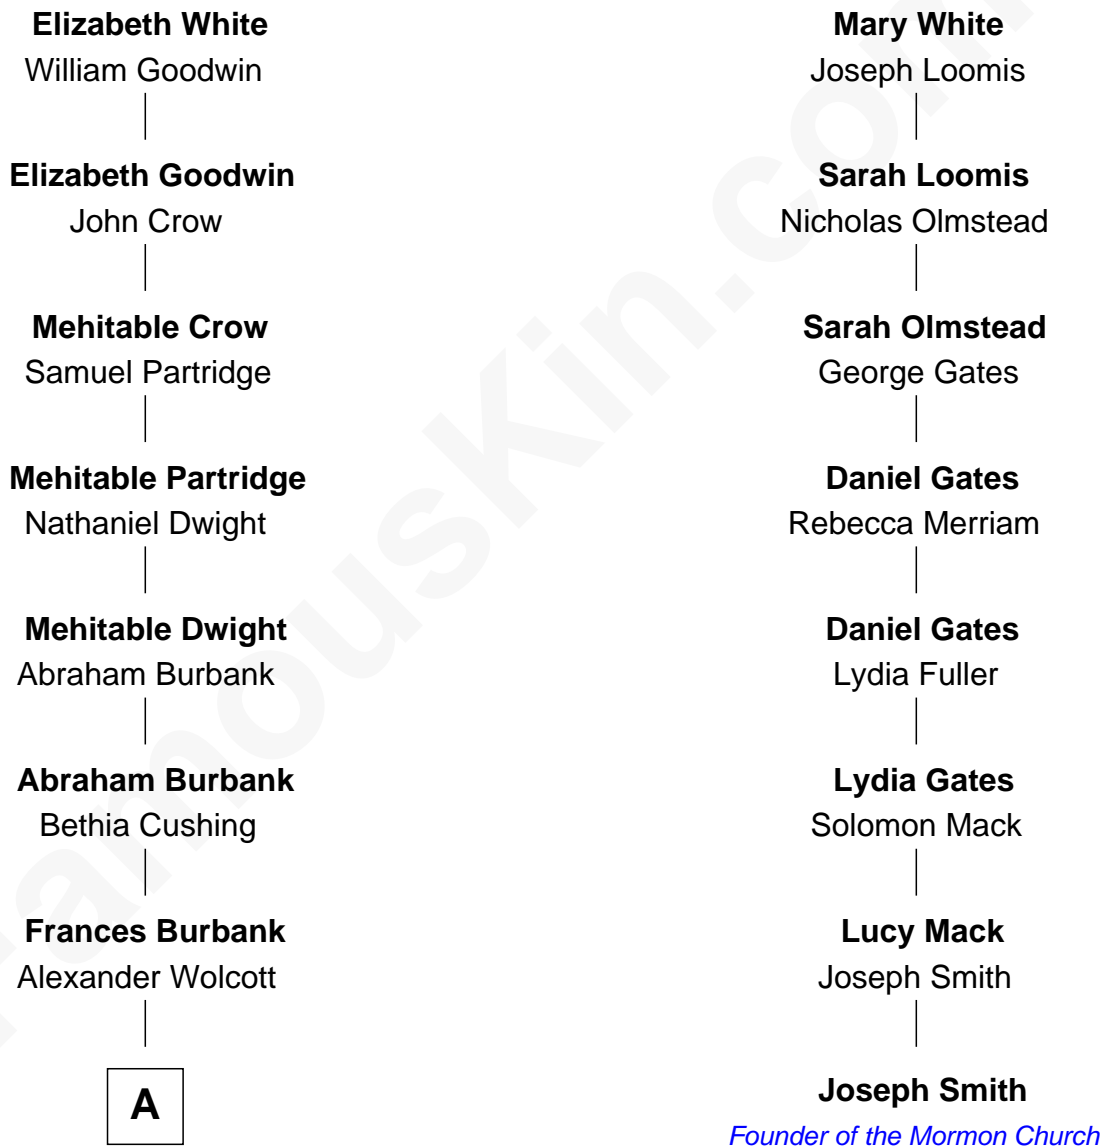 Elizabeth White
William Goodwin
Elizabeth Goodwin
John Crow
Mehitable Crow
Samuel Partridge
Mehitable Partridge
Nathaniel Dwight
Mehitable Dwight
Abraham Burbank
Abraham Burbank
Bethia Cushing
Frances Burbank
Alexander Wolcott
A
Mary White
Joseph Loomis
Sarah Loomis
Nicholas Olmstead
Sarah Olmstead
George Gates
Daniel Gates
Rebecca Merriam
Daniel Gates
Lydia Fuller
Lydia Gates
Solomon Mack
Lucy Mack
Joseph Smith
Joseph Smith
Founder of the Mormon Church
FamousKin.com